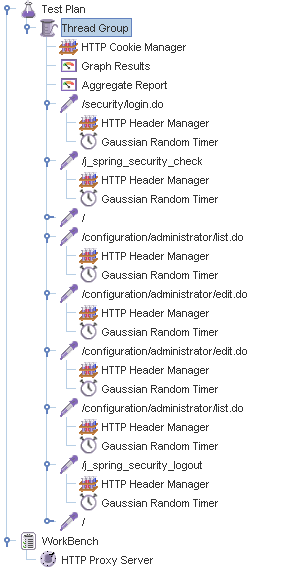 Test Plan
Thread Group
HTTP Cookie Manager
Graph Results
Aggregate Report
/security/login.do
HTTP Header Manager
Gaussian Random Timer
/j_spring_security_check
HTTP Header Manager
Gaussian Random Timer
/
/configuration/administrator/list.do
HTTP Header Manager
Gaussian Random Timer
/configuration/administrator/edit.do
HTTP Header Manager
Gaussian Random Timer
/configuration/administrator/edit.do
HTTP Header Manager
Gaussian Random Timer
/configuration/administrator/list.do
HTTP Header Manager
Gaussian Random Timer
/j_spring_security_logout
HTTP Header Manager
Gaussian Random Timer
/
WorkBench
HTTP Proxy Server